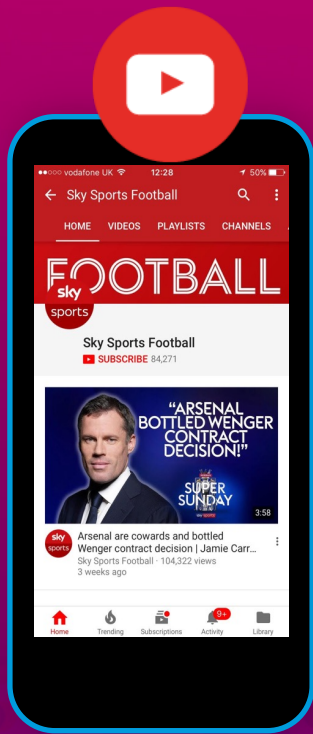 vodafone UK 12:28 50%
Sky Sports Football
HOME VIDEOS PLAYLISTS CHANNELS
FOOTBALL
sky
sports
Sky Sports Football
SUBSCRIBE 84,271
"ARSENAL
BOTTLED WENGER
CONTRACT
DECISION!"
SUPER
SUNDAY
3:58
sky
sports
Arsenal are cowards and bottled
Wenger contract decision | Jamie Carr...
Sky Sports Football · 104,322 views
3 weeks ago
9+
Home Trending Subscriptions Activity Library